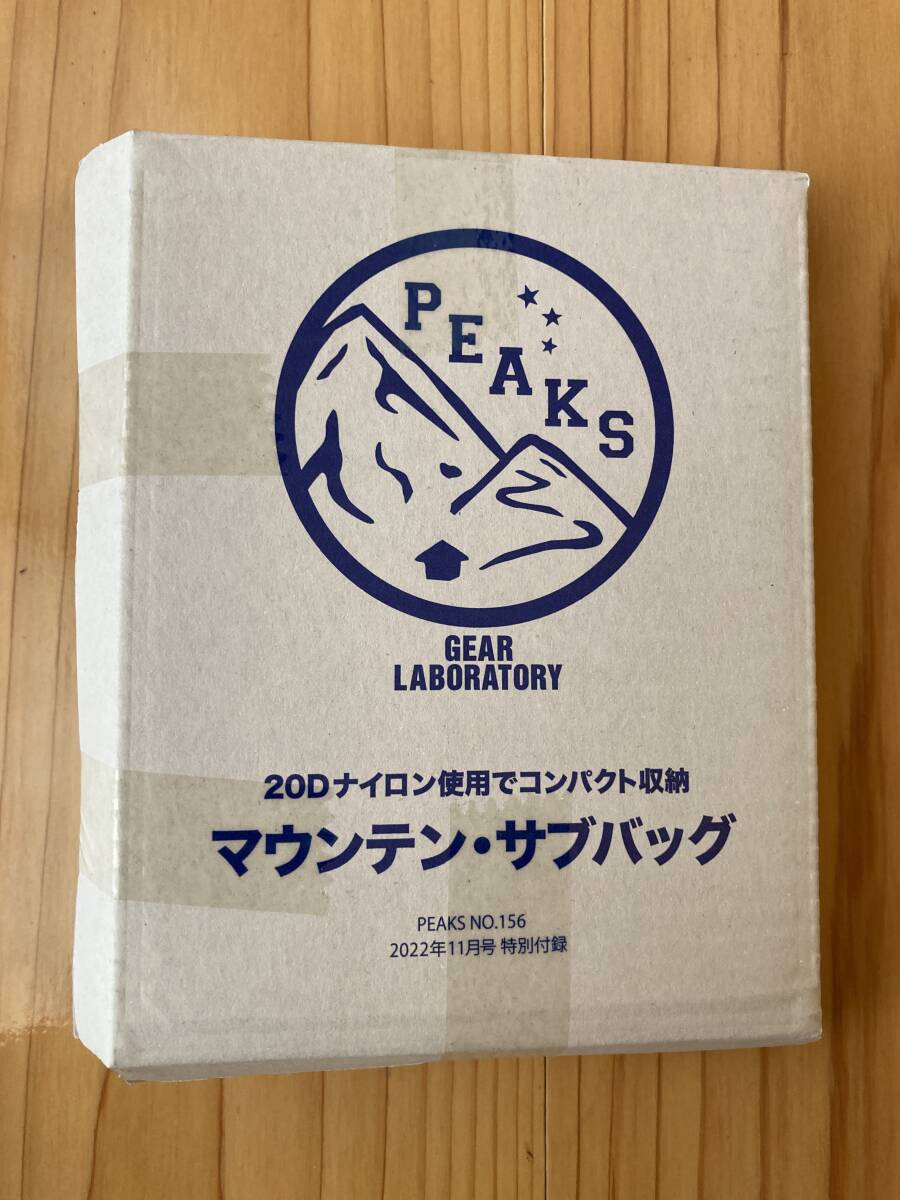 PEAKS
GEAR
LABORATORY
20Dナイロン使用でコンパクト収納
マウンテン・サブバッグ
PEAKS NO.156
2022年11月号 特別付録